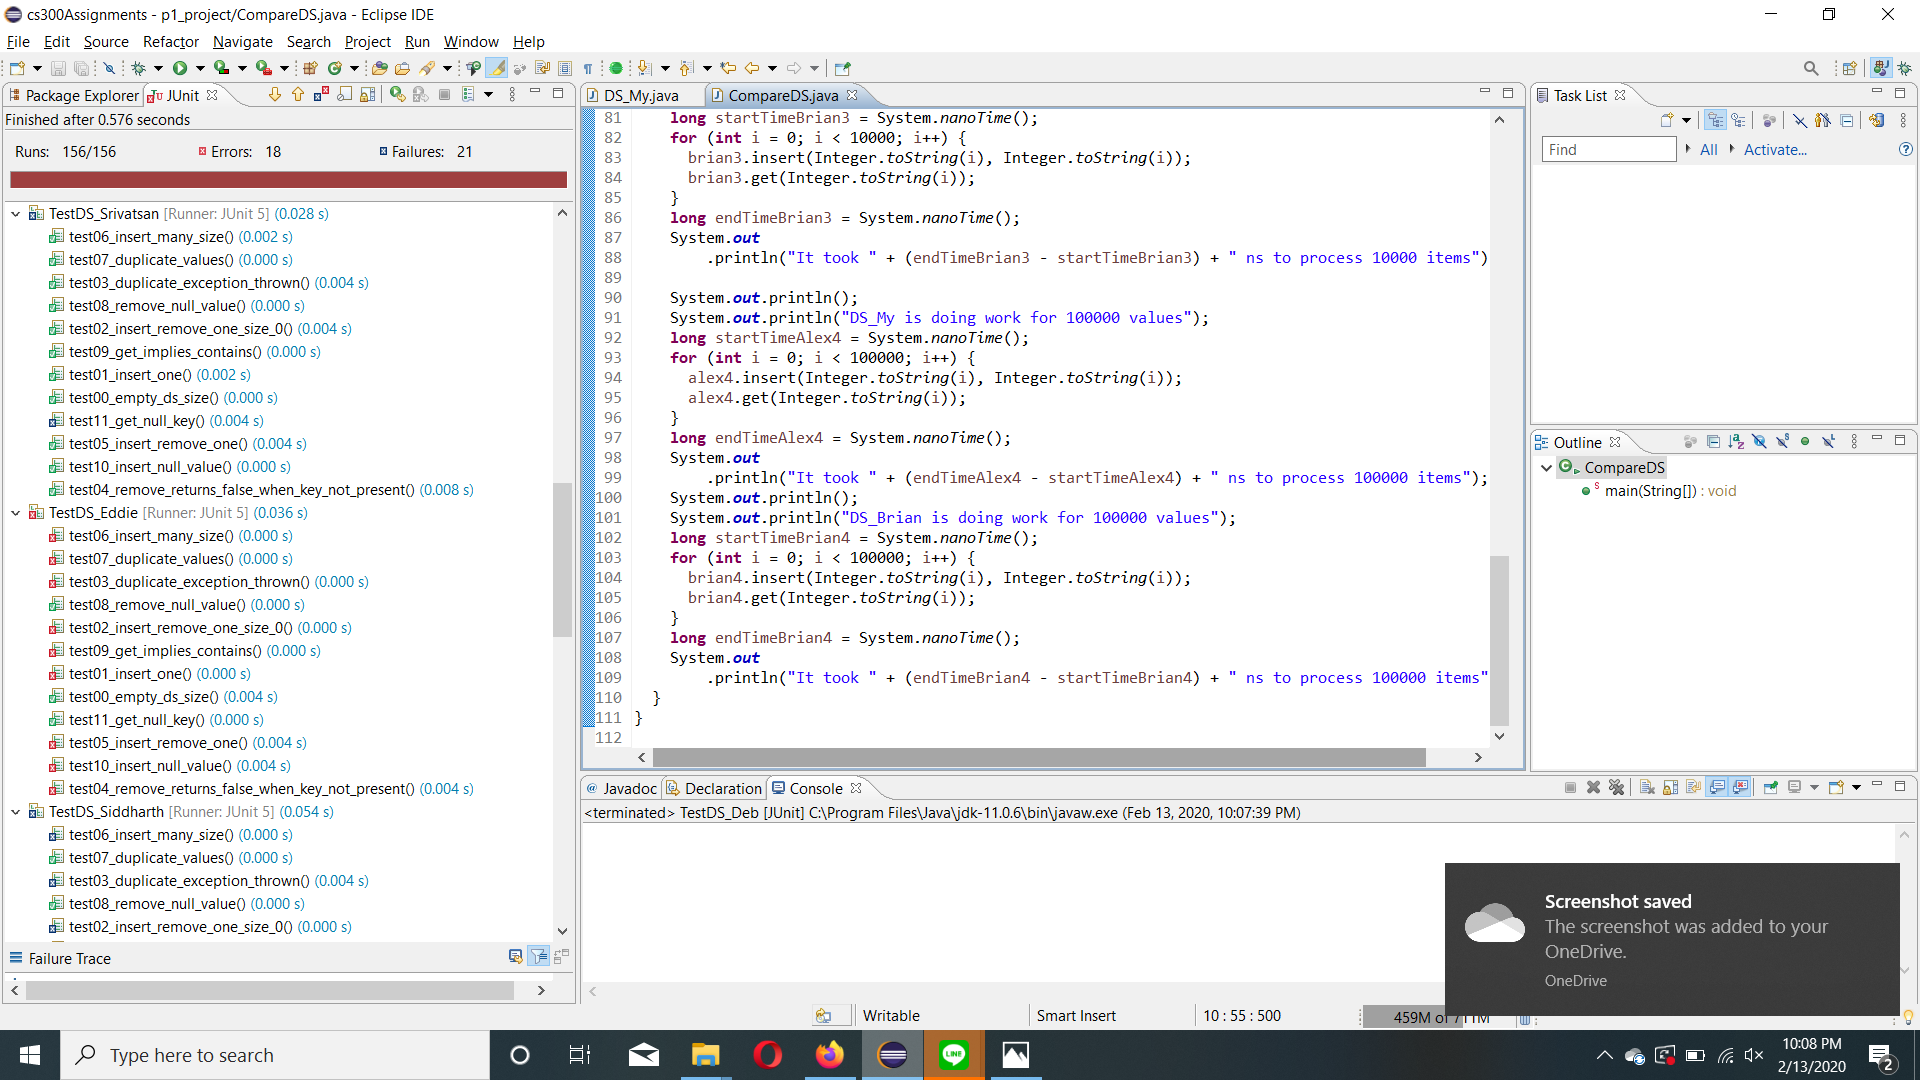 cs300Assignments - p1_project/CompareDS.java - Eclipse IDE
File Edit Source Refactor Navigate Search Project Run Window Help
Package Explorer JUnit
Finished after 0.576 seconds
Runs: 156/156 Errors: 18 Failures: 21
TestDS_Srivatsan [Runner: JUnit 5] (0.028 s)
test06_insert_many_size() (0.002 s)
test07_duplicate_values() (0.000 s)
test03_duplicate_exception_thrown() (0.004 s)
test08_remove_null_value() (0.000 s)
test02_insert_remove_one_size_0() (0.004 s)
test09_get_implies_contains() (0.000 s)
test01_insert_one() (0.002 s)
test00_empty_ds_size() (0.000 s)
test11_get_null_key() (0.004 s)
test05_insert_remove_one() (0.004 s)
test10_insert_null_value() (0.000 s)
test04_remove_returns_false_when_key_not_present() (0.008 s)
TestDS_Eddie [Runner: JUnit 5] (0.036 s)
test06_insert_many_size() (0.000 s)
test07_duplicate_values() (0.000 s)
test03_duplicate_exception_thrown() (0.000 s)
test08_remove_null_value() (0.000 s)
test02_insert_remove_one_size_0() (0.000 s)
test09_get_implies_contains() (0.000 s)
test01_insert_one() (0.000 s)
test00_empty_ds_size() (0.004 s)
test11_get_null_key() (0.000 s)
test05_insert_remove_one() (0.004 s)
test10_insert_null_value() (0.004 s)
test04_remove_returns_false_when_key_not_present() (0.004 s)
TestDS_Siddharth [Runner: JUnit 5] (0.054 s)
test06_insert_many_size() (0.000 s)
test07_duplicate_values() (0.000 s)
test03_duplicate_exception_thrown() (0.004 s)
test08_remove_null_value() (0.000 s)
test02_insert_remove_one_size_0() (0.000 s)
Failure Trace
DS_My.java CompareDS.java
81 long startTimeBrian3 = System.nanoTime();
82 for (int i = 0; i < 10000; i++) {
83 brian3.insert(Integer.toString(i), Integer.toString(i));
84 brian3.get(Integer.toString(i));
85 }
86 long endTimeBrian3 = System.nanoTime();
87 System.out
88 .println("It took " + (endTimeBrian3 - startTimeBrian3) + " ns to process 10000 items")
89
90 System.out.println();
91 System.out.println("DS_My is doing work for 100000 values");
92 long startTimeAlex4 = System.nanoTime();
93 for (int i = 0; i < 100000; i++) {
94 alex4.insert(Integer.toString(i), Integer.toString(i));
95 alex4.get(Integer.toString(i));
96 }
97 long endTimeAlex4 = System.nanoTime();
98 System.out
99 .println("It took " + (endTimeAlex4 - startTimeAlex4) + " ns to process 100000 items");
100 System.out.println();
101 System.out.println("DS_Brian is doing work for 100000 values");
102 long startTimeBrian4 = System.nanoTime();
103 for (int i = 0; i < 100000; i++) {
104 brian4.insert(Integer.toString(i), Integer.toString(i));
105 brian4.get(Integer.toString(i));
106 }
107 long endTimeBrian4 = System.nanoTime();
108 System.out
109 .println("It took " + (endTimeBrian4 - startTimeBrian4) + " ns to process 100000 items"
110 }
111 }
112
Javadoc Declaration Console
<terminated> TestDS_Deb [JUnit] C:\Program Files\Java\jdk-11.0.6\bin\javaw.exe (Feb 13, 2020, 10:07:39 PM)
Task List
Find All Activate...
Outline
CompareDS
main(String[]) : void
Screenshot saved
The screenshot was added to your
OneDrive.
OneDrive
Writable Smart Insert 10 : 55 : 500 459M of 711M
Type here to search
LINE
10:08 PM
2/13/2020
2